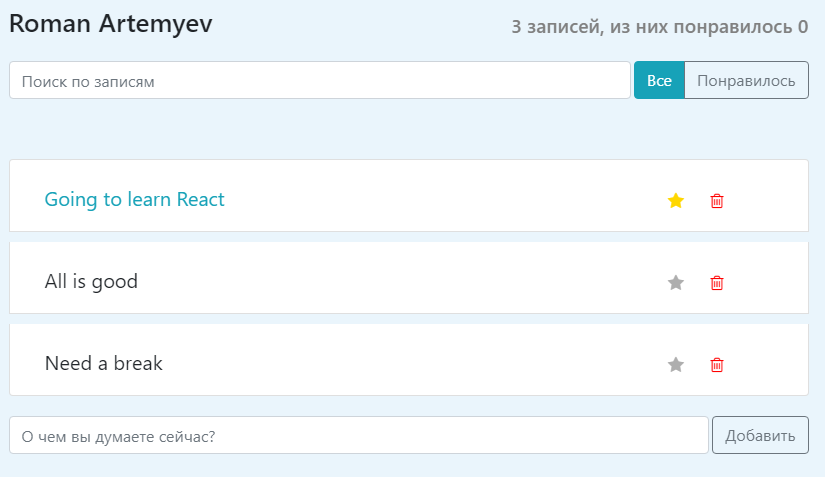 Roman Artemyev
3 записей, из них понравилось 0
Поиск по записям
Все
Понравилось
Going to learn React
All is good
Need a break
О чем вы думаете сейчас?
Добавить